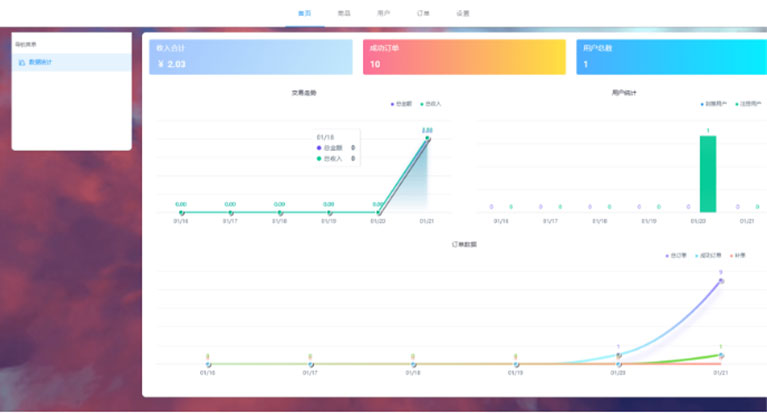 首页 商品 用户 订单 设置
导航菜单
数据统计
收入合计
¥ 2.03
成功订单
10
用户总数
1
交易走势
总金额 总收入
01/18
总金额 0
总收入 0
0.00 0.00 0.00 0.00 0.00 2.03
01/16 01/17 01/18 01/19 01/20 01/21
用户统计
注册用户
0 0 0 0 0 0 0 0 0 1 0 0
01/16 01/17 01/18 01/19 01/20 01/21
订单数据
总订单 成功订单 补单
0 0 0 0 1 9
1
01/16 01/17 01/18 01/19 01/20 01/21